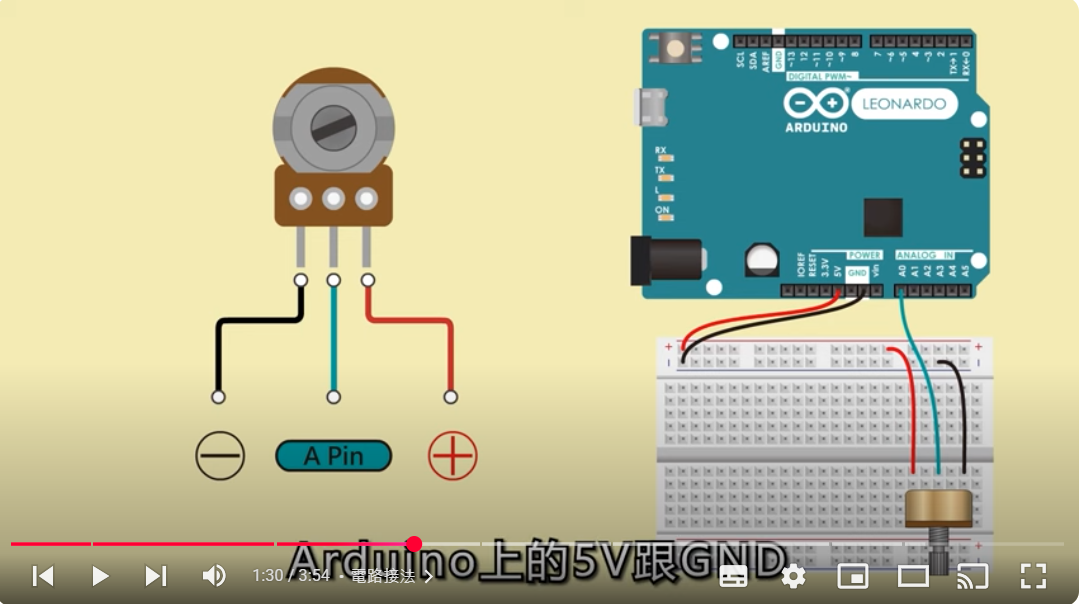 SCL
SDA
AREF
GND
~13
12
~11
~10
~9
8
7
~6
~5
4
~3
2
TX→1
RX←0
DIGITAL PWM~
LEONARDO
ARDUINO
RX
TX
L
ON
POWER
ANALOG IN
IOREF
RESET
3.3V
5V
GND
vin
A0
A1
A2
A3
A4
A5
A Pin
Arduino上的5V跟GND
1:30 / 3:54 · 電路接法